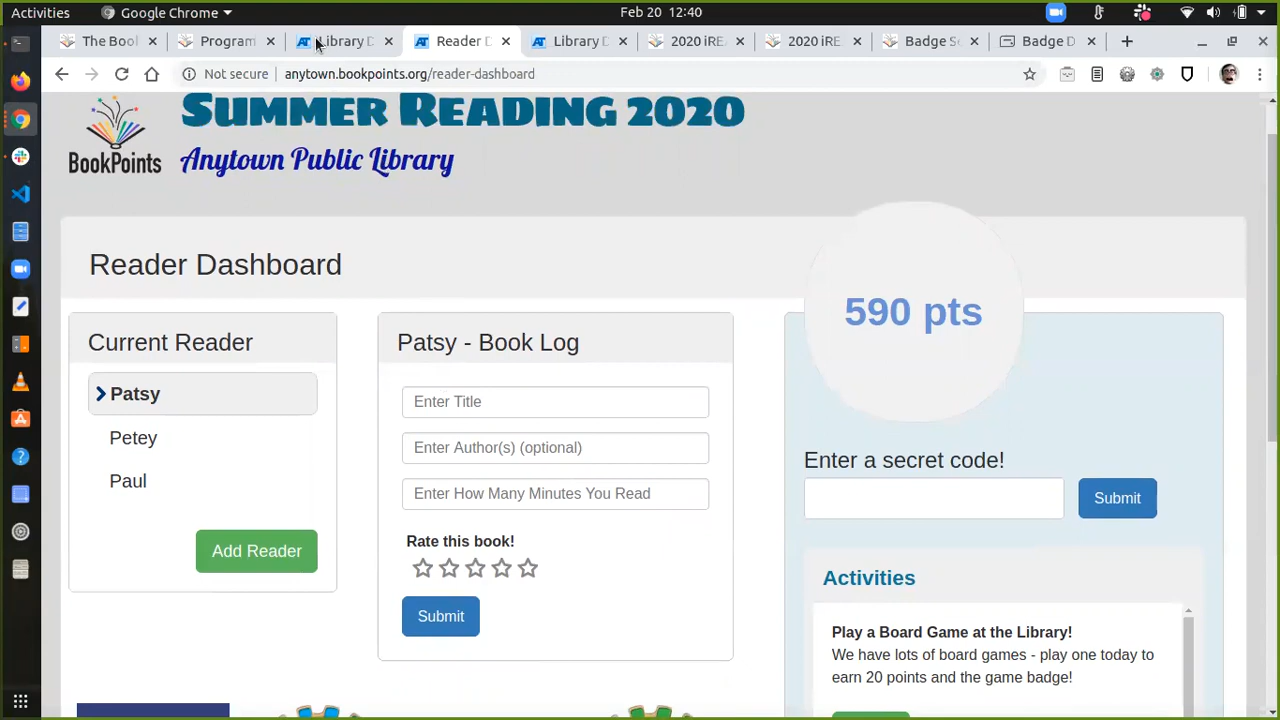 Activities
Google Chrome
Feb 20 12:40
The Bool
Program
Library D
Reader D
Library D
2020 iRE
2020 iRE
Badge Se
Badge D
Not secure
anytown.bookpoints.org/reader-dashboard
BookPoints
Summer Reading 2020
Anytown Public Library
Reader Dashboard
590 pts
Current Reader
Patsy
Petey
Paul
Add Reader
Patsy - Book Log
Enter Title
Enter Author(s) (optional)
Enter How Many Minutes You Read
Rate this book!
Submit
Enter a secret code!
Submit
Activities
Play a Board Game at the Library!
We have lots of board games - play one today to
earn 20 points and the game badge!